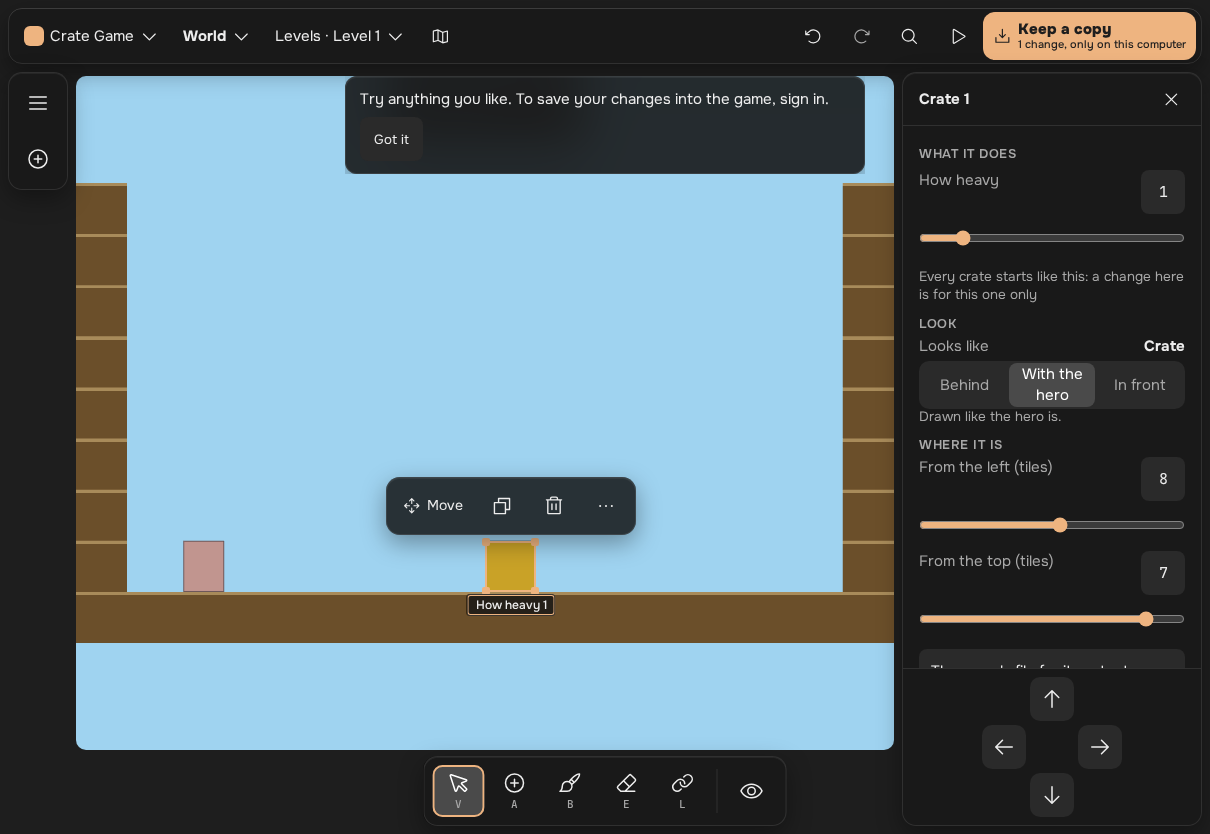 Crate Game
World
Levels · Level 1
Keep a copy
1 change, only on this computer
Try anything you like. To save your changes into the game, sign in.
Got it
Move
How heavy 1
V
A
B
E
L
Crate 1
WHAT IT DOES
How heavy
1
Every crate starts like this: a change here
is for this one only
LOOK
Looks like
Crate
Behind
With the
hero
In front
Drawn like the hero is.
WHERE IT IS
From the left (tiles)
8
From the top (tiles)
7